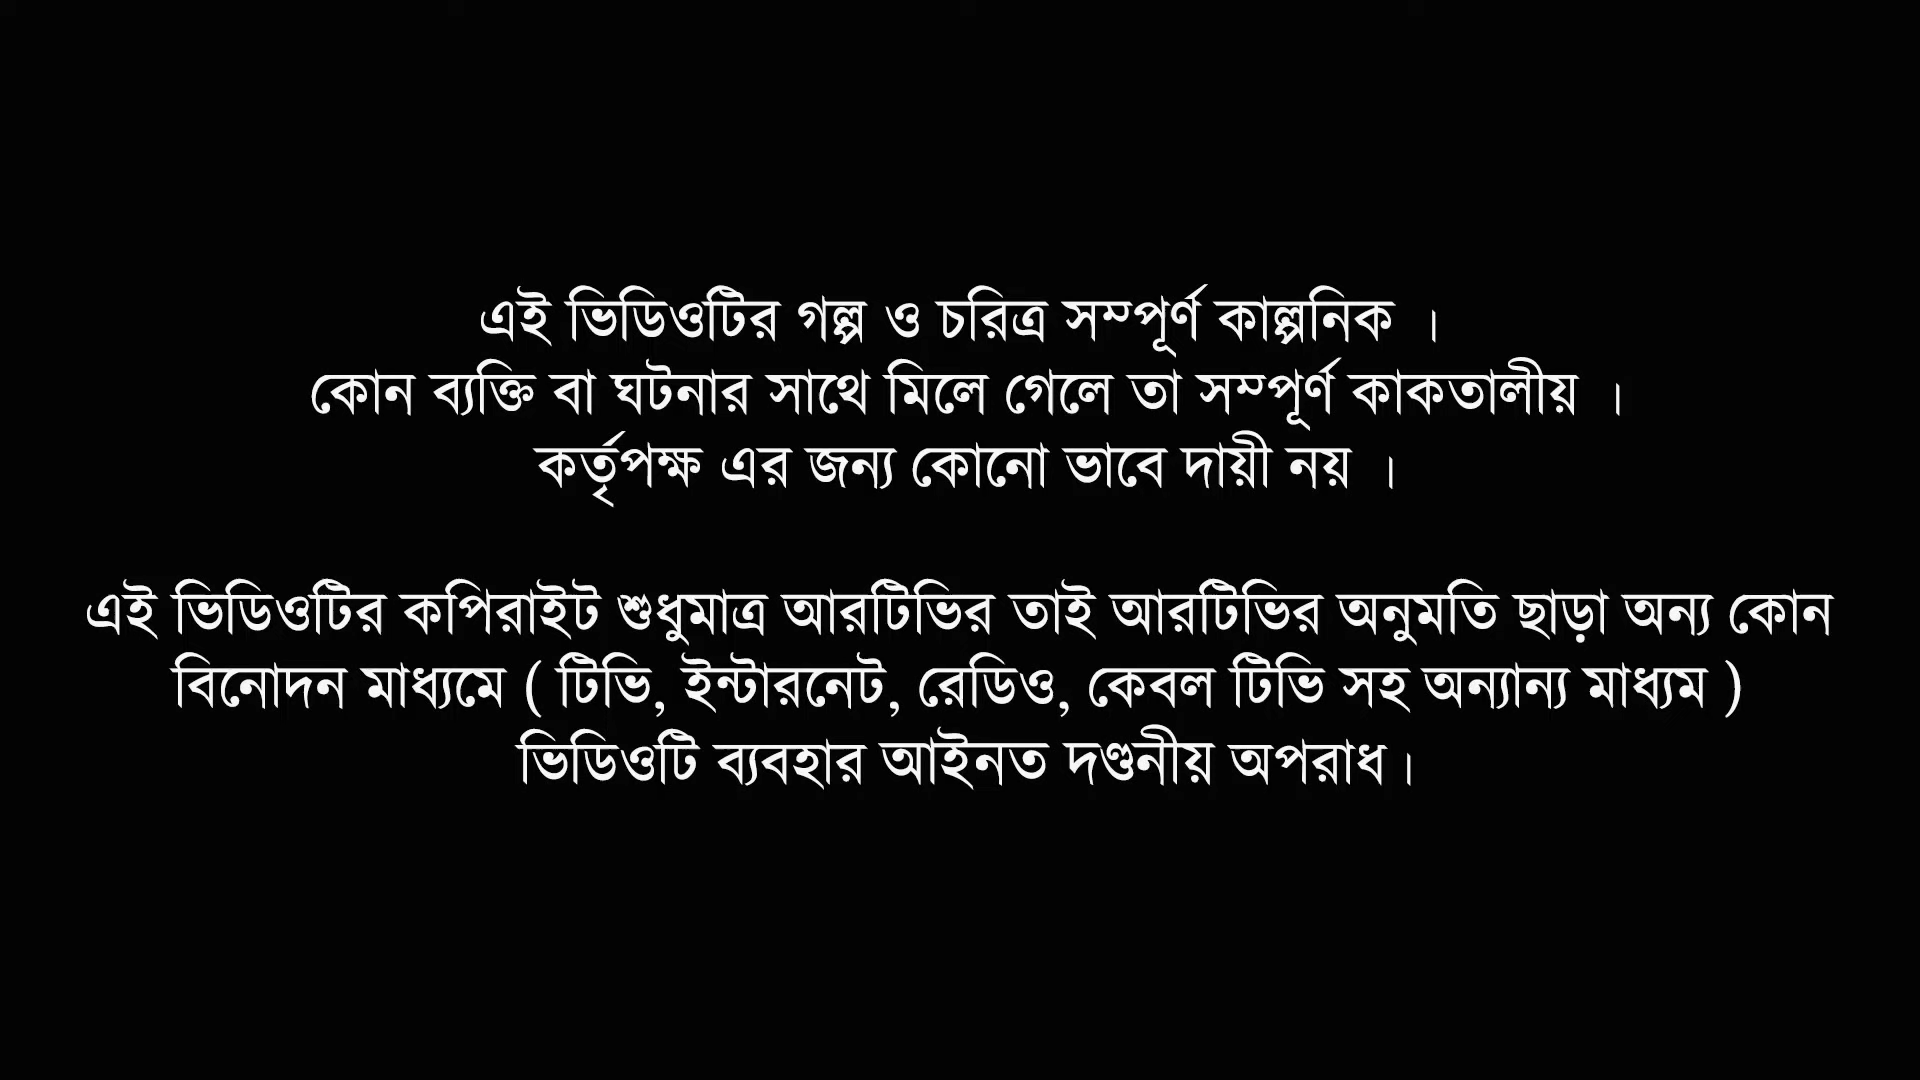 এই ভিডিওটির গল্প ও চরিত্র সম্পূর্ণ কাল্পনিক ।
কোন ব্যক্তি বা ঘটনার সাথে মিলে গেলে তা সম্পূর্ণ কাকতালীয় ।
কর্তৃপক্ষ এর জন্য কোনো ভাবে দায়ী নয় ।
এই ভিডিওটির কপিরাইট শুধুমাত্র আরটিভির তাই আরটিভির অনুমতি ছাড়া অন্য কোন
বিনোদন মাধ্যমে ( টিভি, ইন্টারনেট, রেডিও, কেবল টিভি সহ অন্যান্য মাধ্যম )
ভিডিওটি ব্যবহার আইনত দণ্ডনীয় অপরাধ।